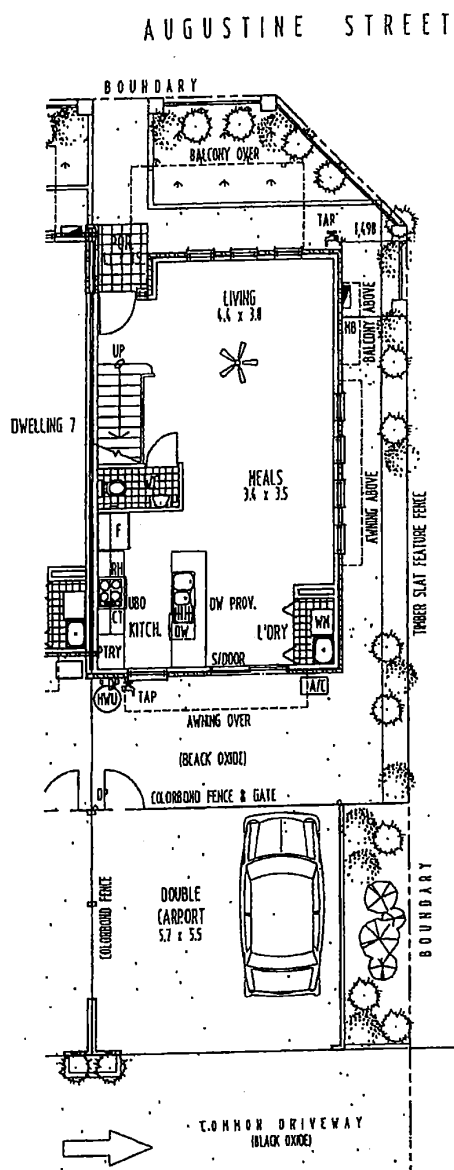 AUGUSTINE STREET
BOUNDARY
BALCONY OVER
TAP
1,498
POR
LIVING
4.4 x 3.8
MB
BALCONY ABOVE
UP
DWELLING 7
MEALS
3.4 x 3.5
AWNING ABOVE
TIMBER SLAT FEATURE FENCE
F
RH
UBO
CT
KITCH.
DW PROV.
DW
L'DRY
WM
PTRY
S/DOOR
HWU
TAP
A/C
AWNING OVER
(BLACK OXIDE)
DP
COLORBOND FENCE & GATE
COLORBOND FENCE
DOUBLE
CARPORT
5.7 x 5.5
BOUNDARY
COMMON DRIVEWAY
(BLACK OXIDE)